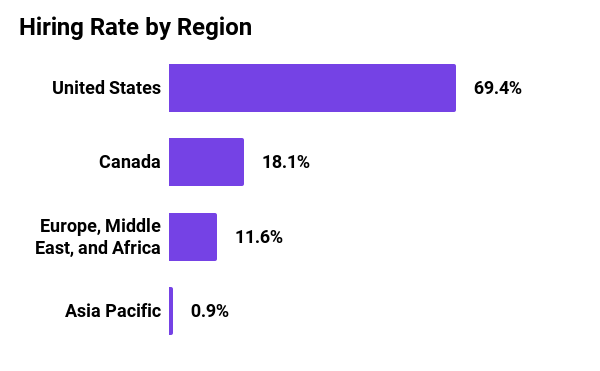 Hiring Rate by Region
United States
69.4%
Canada
18.1%
Europe, Middle
East, and Africa
11.6%
Asia Pacific
0.9%